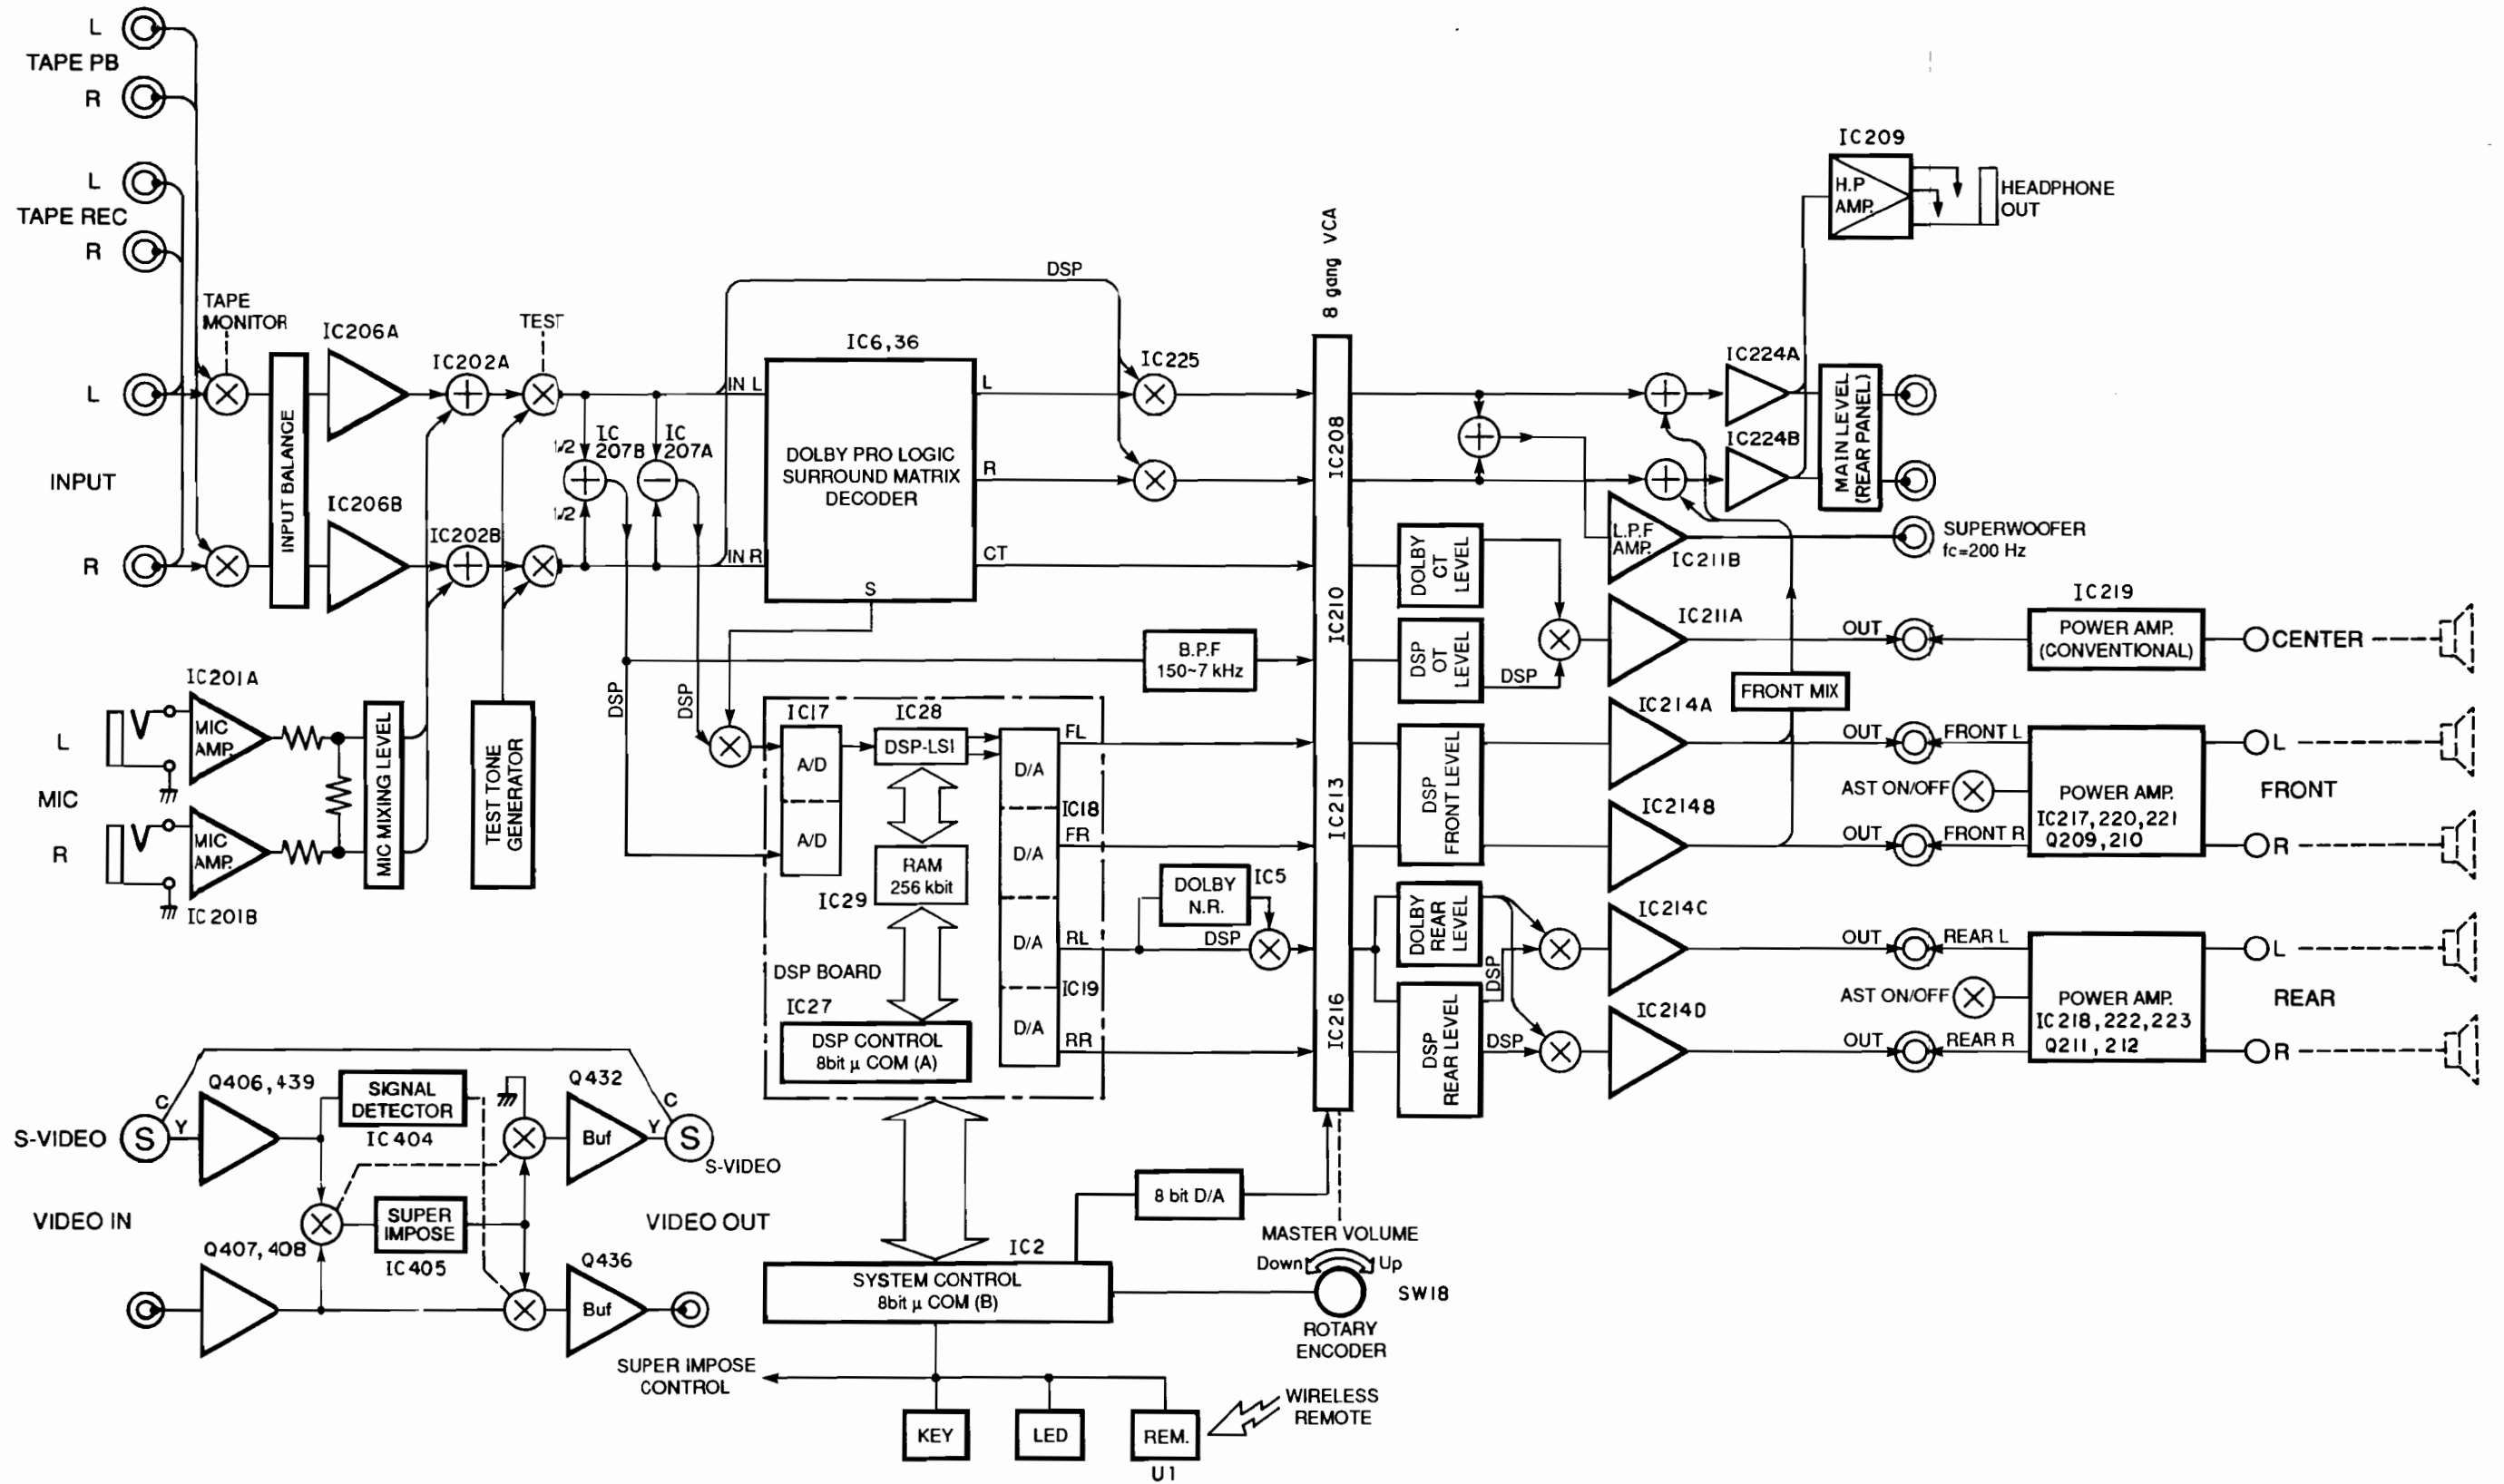 L
TAPE PB
R
L
TAPE REC
R
TAPE
MONITOR
L
INPUT
R
INPUT BALANCE
IC206A
IC206B
IC202A
IC202B
TEST
1/2
IC
207B
1/2
IC
207A
IN L
IN R
IC6,36
DOLBY PRO LOGIC
SURROUND MATRIX
DECODER
L
R
CT
S
DSP
IC225
8 gang VCA
IC208
IC210
IC213
IC216
IC201A
MIC
AMP.
L
MIC
R
MIC
AMP.
IC201B
MIC MIXING LEVEL
TEST TONE
GENERATOR
DSP
DSP
B.P.F
150~7 kHz
IC17
A/D
A/D
IC28
DSP-LSI
RAM
256 kbit
IC29
DSP BOARD
IC27
DSP CONTROL
8bit μ COM (A)
D/A
IC18
D/A
D/A
IC19
D/A
FL
FR
RL
RR
DOLBY
N.R.
IC5
DSP
IC209
H.P
AMP.
HEADPHONE
OUT
IC224A
IC224B
MAIN LEVEL
(REAR PANEL)
L.P.F
AMP.
IC211B
SUPERWOOFER
fc=200 Hz
DOLBY
CT
LEVEL
DSP
OT
LEVEL
DSP
IC211A
OUT
IC219
POWER AMP.
(CONVENTIONAL)
CENTER
FRONT MIX
DSP
FRONT LEVEL
IC214A
OUT
FRONT L
AST ON/OFF
IC214B
OUT
FRONT R
POWER AMP.
IC217,220,221
Q209,210
L
FRONT
R
DOLBY
REAR
LEVEL
DSP
DSP
REAR LEVEL
DSP
IC214C
OUT
REAR L
AST ON/OFF
IC214D
OUT
REAR R
POWER AMP.
IC218,222,223
Q211,212
L
REAR
R
S-VIDEO
S
C
Y
Q406,439
SIGNAL
DETECTOR
IC404
Q432
Buf
C
Y
S
S-VIDEO
VIDEO IN
SUPER
IMPOSE
IC405
VIDEO OUT
Q407,408
Q436
Buf
8 bit D/A
IC2
SYSTEM CONTROL
8bit μ COM (B)
MASTER VOLUME
Down
Up
SW18
ROTARY
ENCODER
SUPER IMPOSE
CONTROL
KEY
LED
REM.
U1
WIRELESS
REMOTE